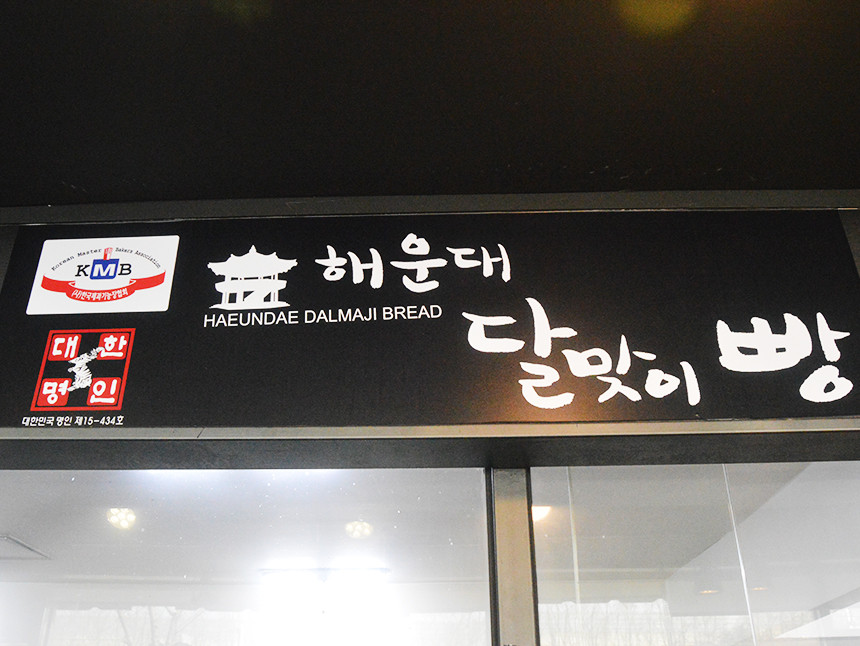 Korean Master Bakers Association
KMB
(사)한국제과기능장협회
대한
명인
대한민국 명인 제15-434호
해운대
HAEUNDAE DALMAJI BREAD
달맞이 빵